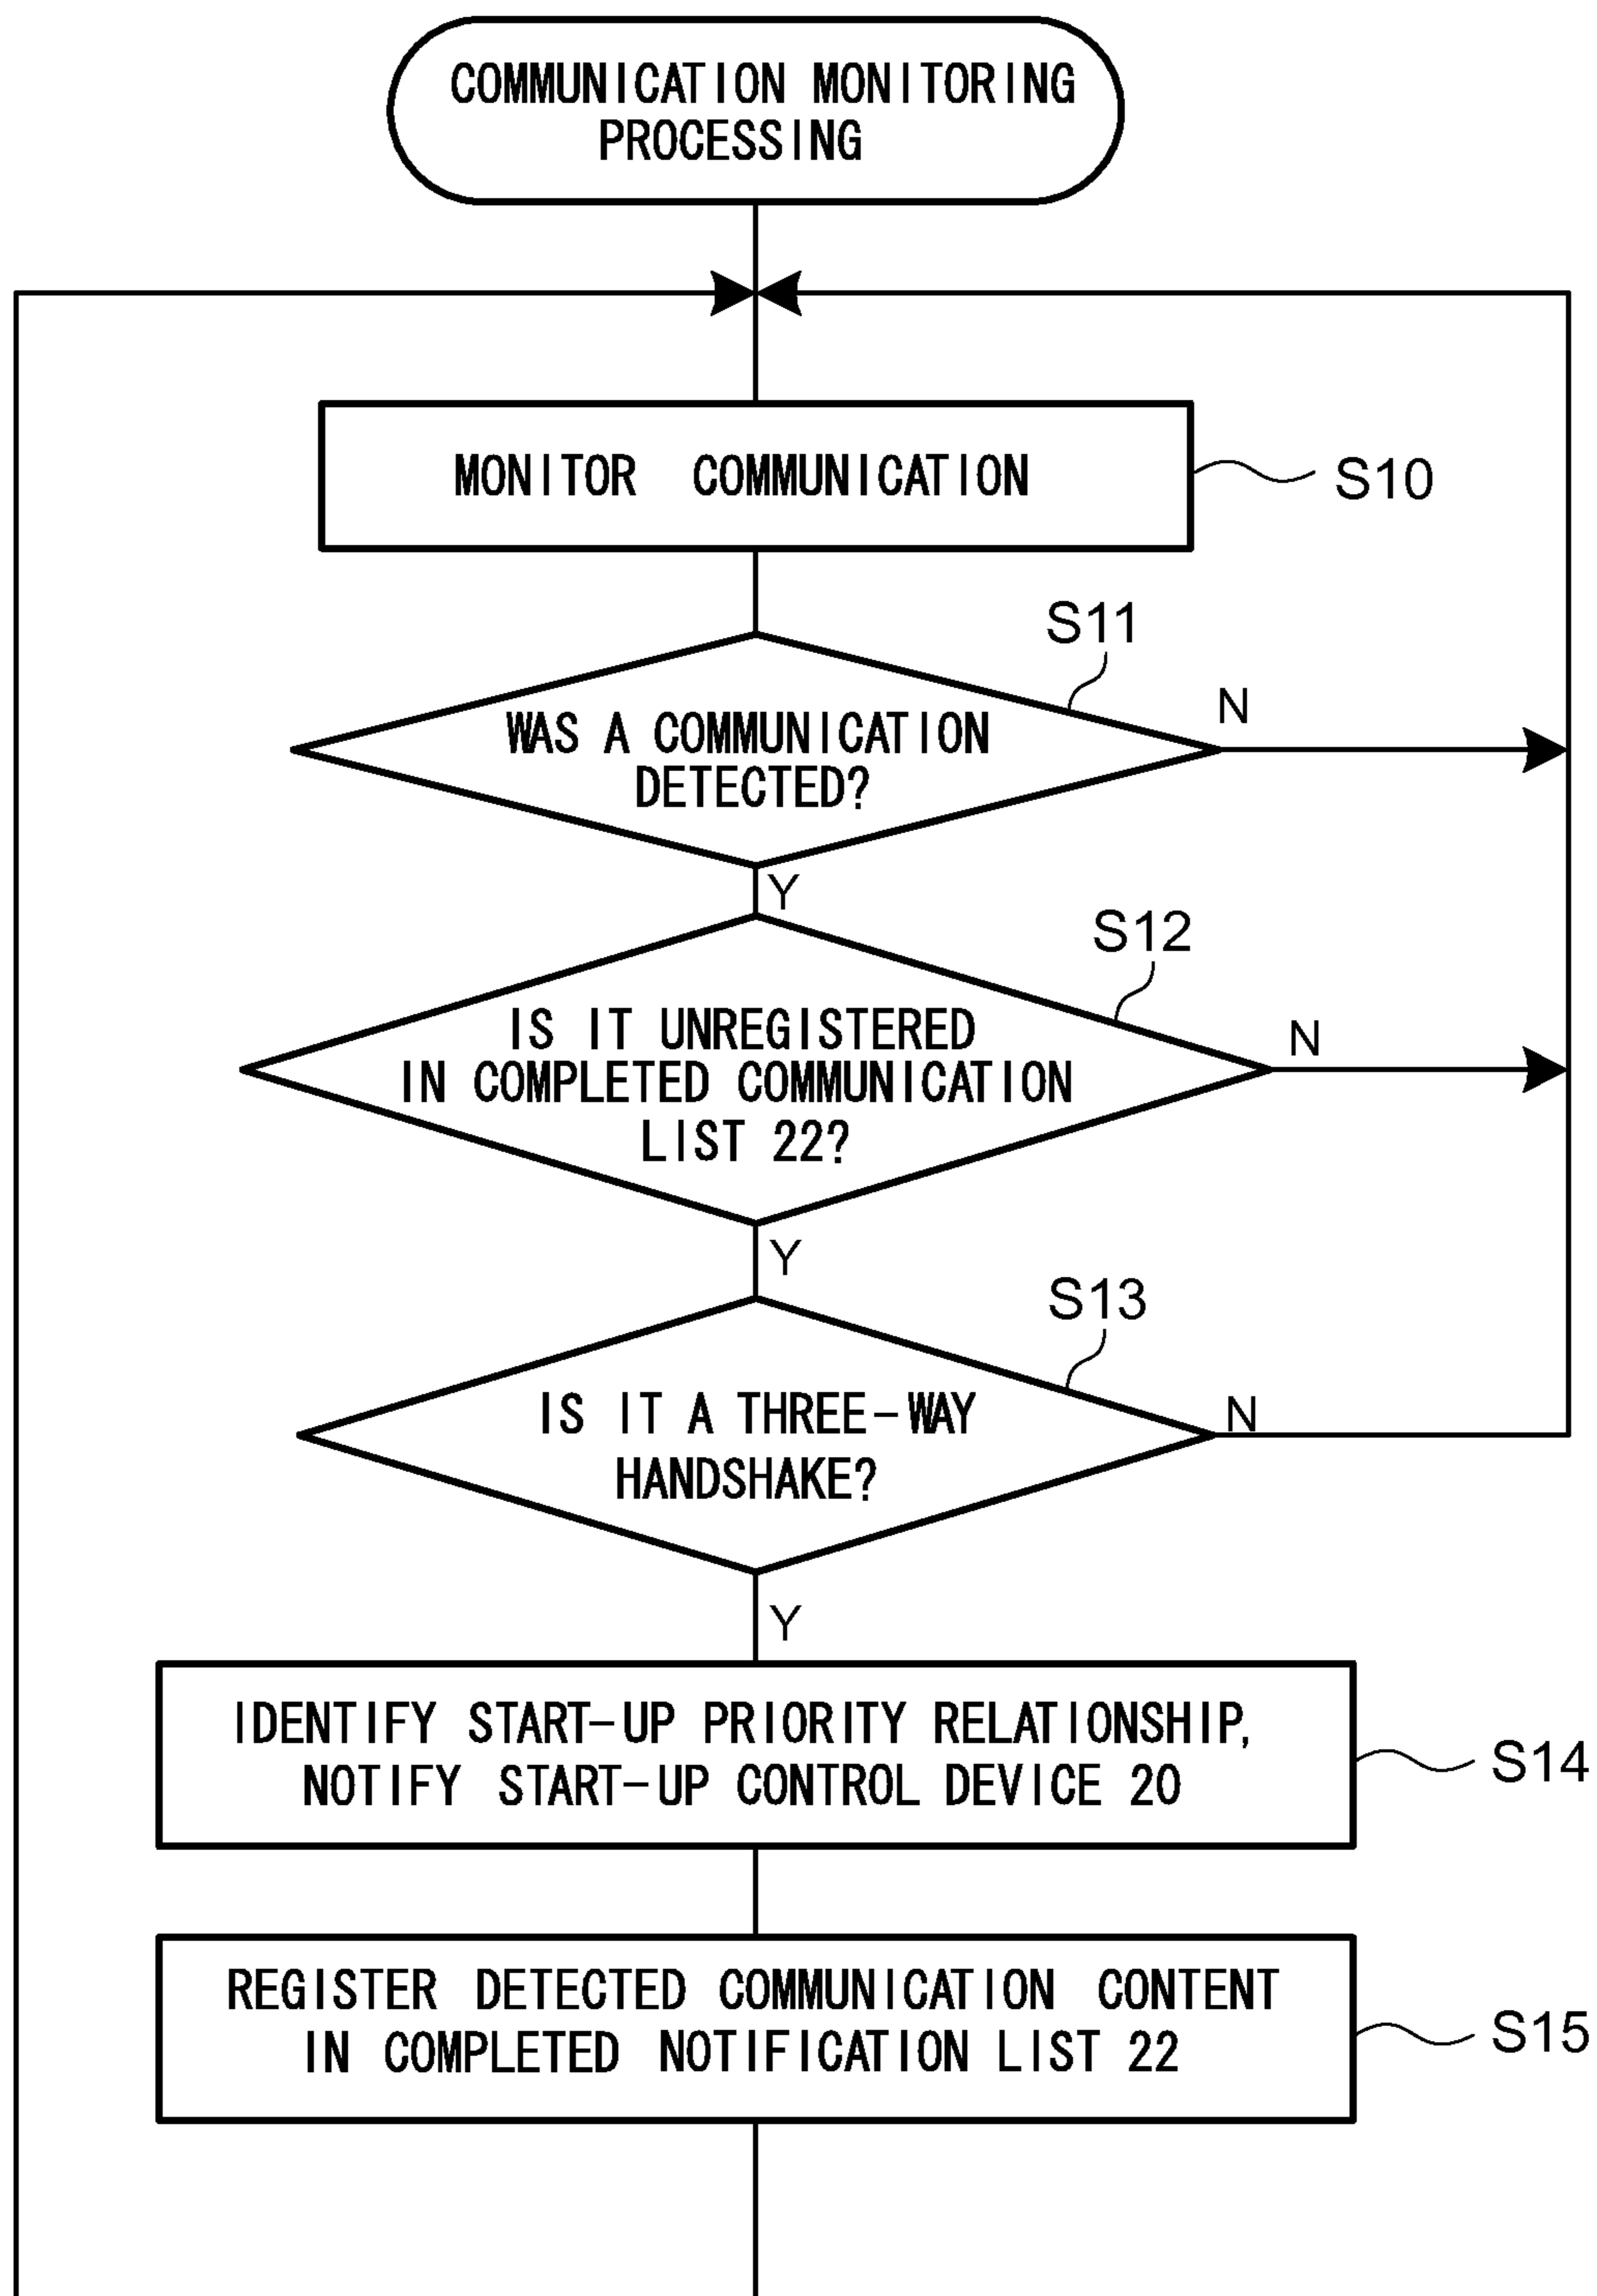 COMMUNICATION MONITORING
PROCESSING
MONITOR COMMUNICATION
S10
S11
WAS A COMMUNICATION
DETECTED?
N
Y
S12
IS IT UNREGISTERED
IN COMPLETED COMMUNICATION
LIST 22?
N
Y
S13
IS IT A THREE-WAY
HANDSHAKE?
N
Y
IDENTIFY START-UP PRIORITY RELATIONSHIP,
NOTIFY START-UP CONTROL DEVICE 20
S14
REGISTER DETECTED COMMUNICATION CONTENT
IN COMPLETED NOTIFICATION LIST 22
S15